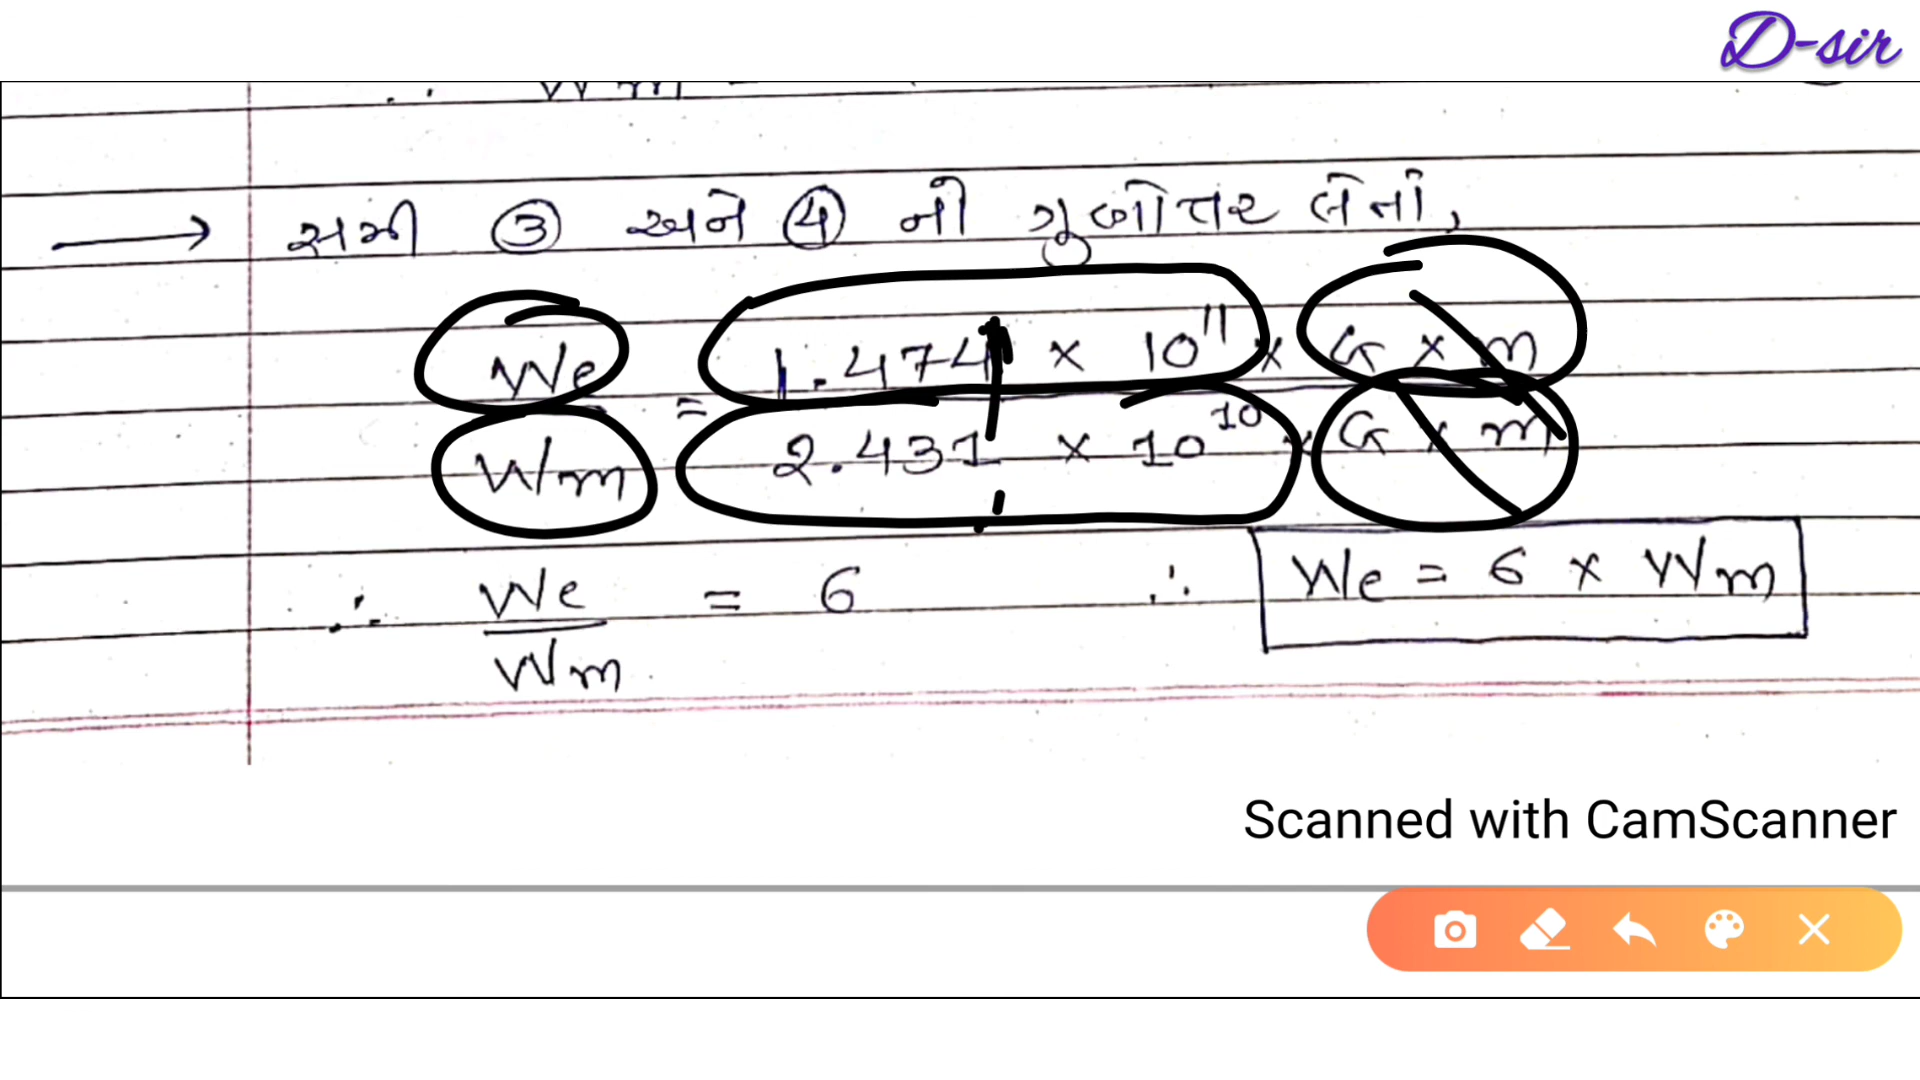 D-sir
→ સમી ③ અને ④ નો ગુણોત્તર લેતાં,
We = 1.474 × 10¹¹ × G × m
Wm 2.431 × 10¹⁰ × G × m
∴ We = 6 ∴ We = 6 × Wm
Wm
Scanned with CamScanner